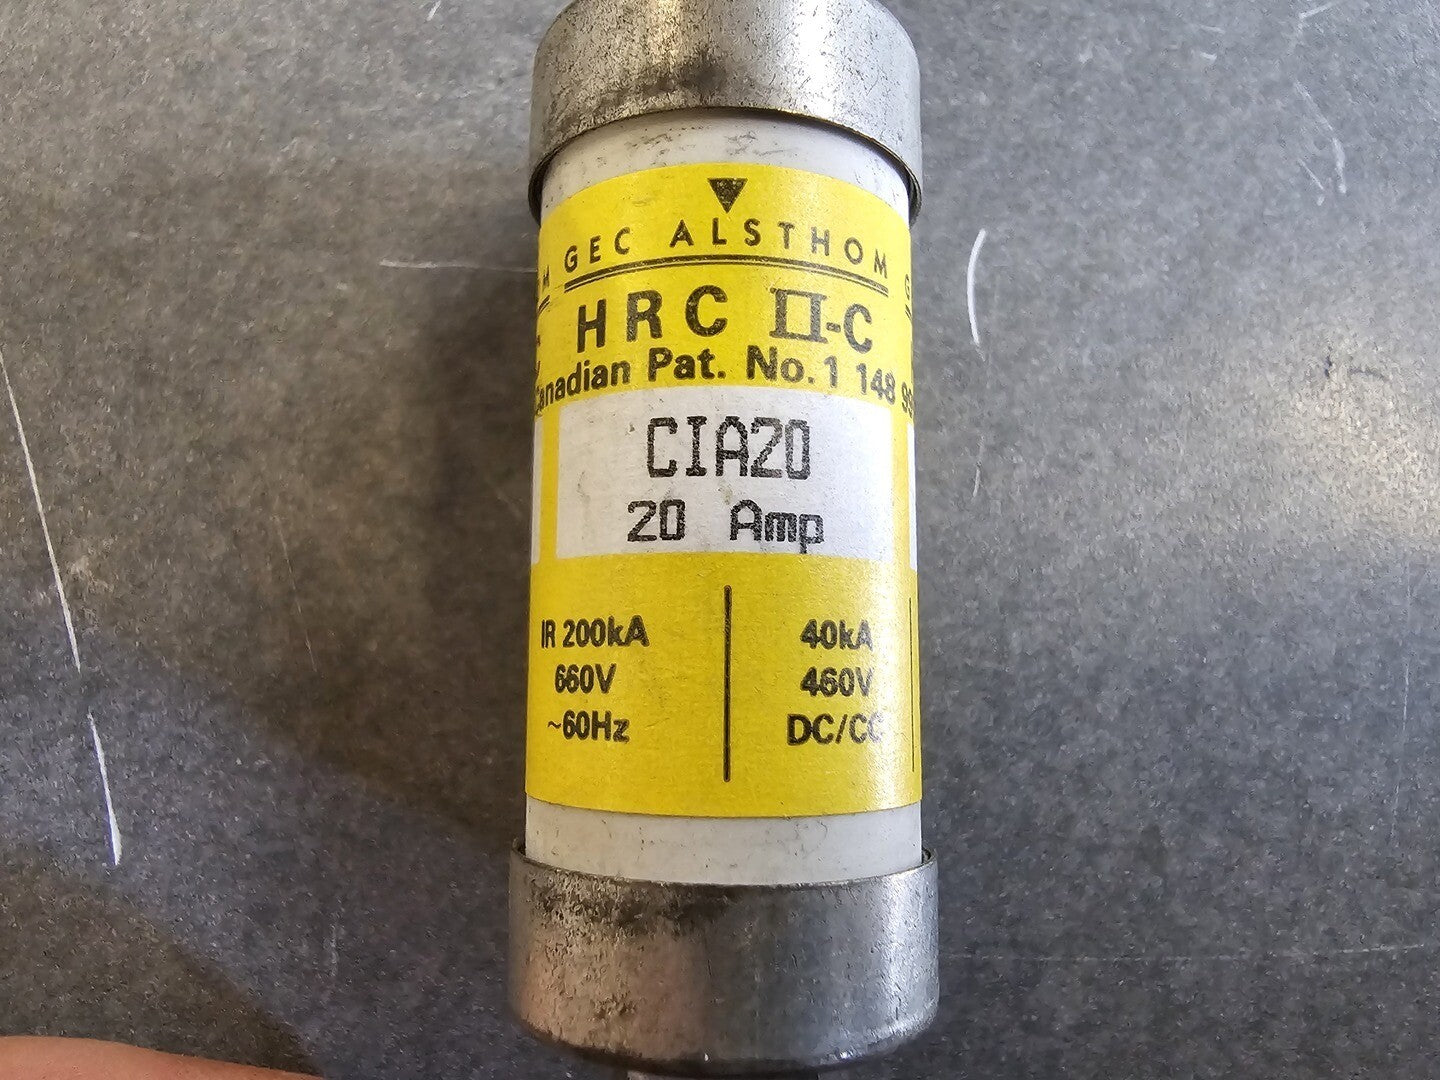 GEC ALSTHOM
HRC II-C
Canadian Pat. No. 1 148
CIA20
20 Amp
IR 200kA
660V
~60Hz
40kA
460V
DC/CC